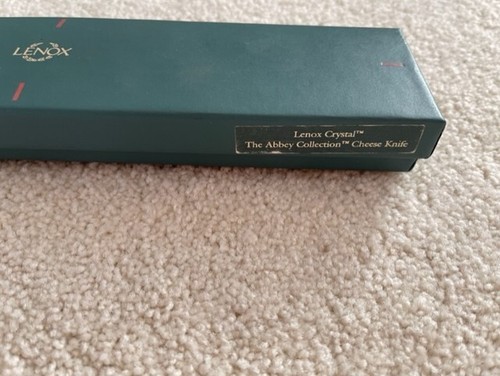 LENOX
Lenox Crystal™
The Abbey Collection™ Cheese Knife